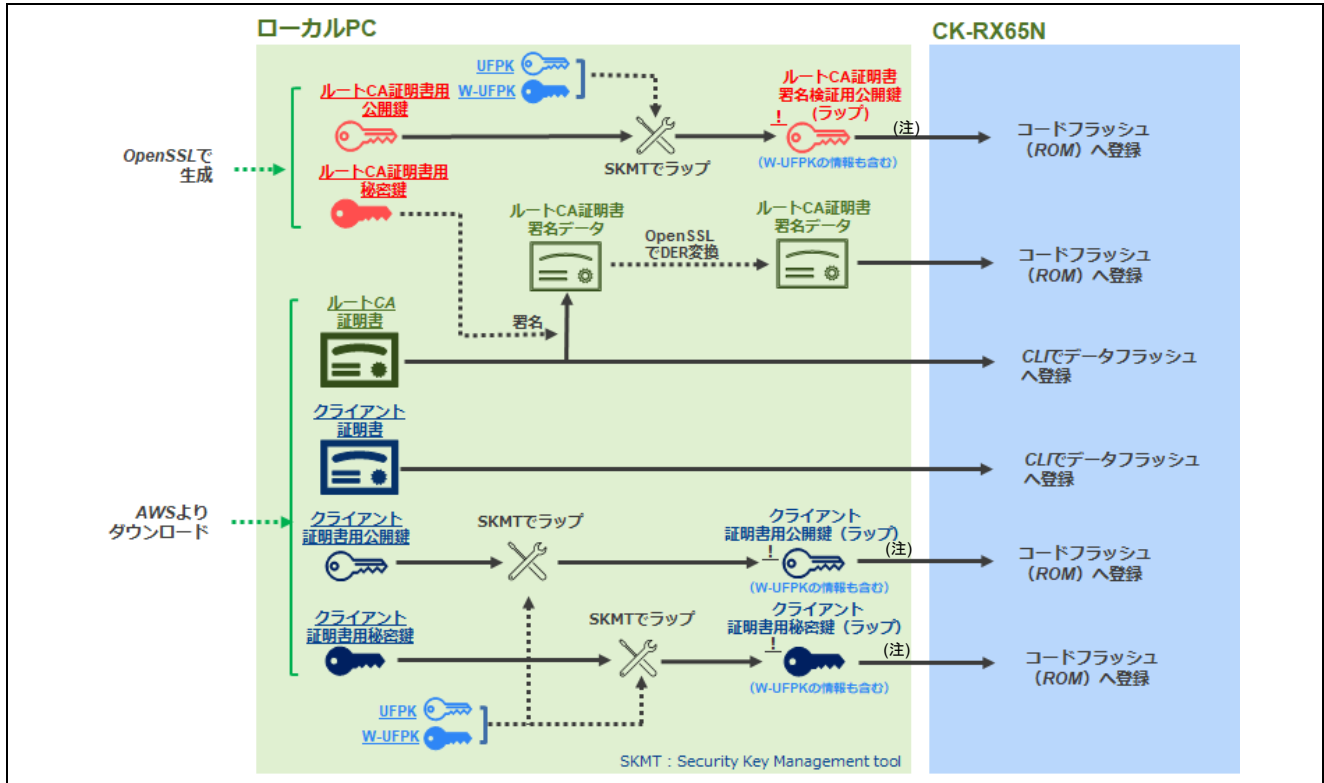 ローカルPC
CK-RX65N
UFPK
W-UFPK
ルートCA証明書用
公開鍵
ルートCA証明書
署名検証用公開鍵
(ラップ)
!
(注)
SKMTでラップ
(W-UFPKの情報も含む)
コードフラッシュ
(ROM) へ登録
OpenSSLで
生成
ルートCA証明書用
秘密鍵
ルートCA証明書
署名データ
OpenSSL
でDER変換
ルートCA証明書
署名データ
コードフラッシュ
(ROM) へ登録
ルートCA
証明書
署名
CLIでデータフラッシュ
へ登録
クライアント
証明書
CLIでデータフラッシュ
へ登録
AWSより
ダウンロード
クライアント
証明書用公開鍵
SKMTでラップ
クライアント
証明書用公開鍵 (ラップ)
!
(注)
(W-UFPKの情報も含む)
コードフラッシュ
(ROM) へ登録
クライアント
証明書用秘密鍵
SKMTでラップ
クライアント
証明書用秘密鍵 (ラップ)
!
(注)
(W-UFPKの情報も含む)
コードフラッシュ
(ROM) へ登録
UFPK
W-UFPK
SKMT : Security Key Management tool